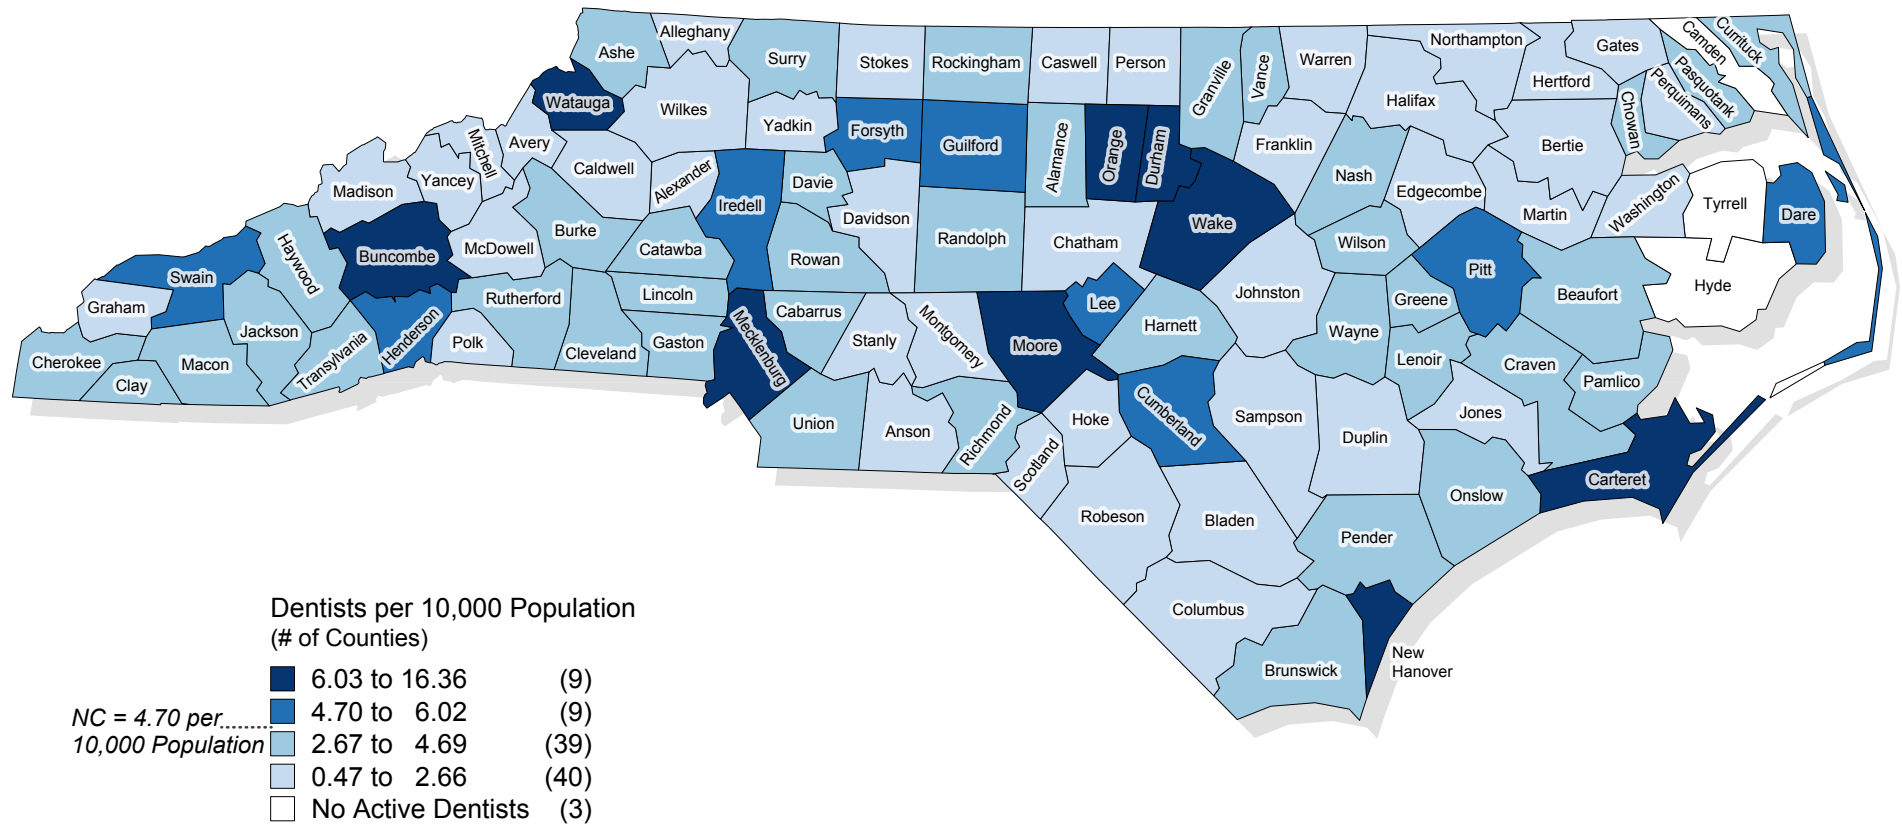 Alleghany
Ashe
Surry
Stokes
Rockingham
Caswell
Person
Granville
Vance
Warren
Northampton
Gates
Camden
Currituck
Pasquotank
Perquimans
Chowan
Hertford
Halifax
Watauga
Wilkes
Yadkin
Forsyth
Guilford
Alamance
Orange
Durham
Franklin
Bertie
Mitchell
Avery
Caldwell
Alexander
Iredell
Davie
Davidson
Nash
Edgecombe
Martin
Washington
Tyrrell
Dare
Madison
Yancey
Buncombe
McDowell
Burke
Catawba
Rowan
Randolph
Chatham
Wake
Wilson
Pitt
Beaufort
Hyde
Haywood
Swain
Graham
Jackson
Henderson
Rutherford
Lincoln
Cabarrus
Lee
Harnett
Johnston
Greene
Wayne
Cherokee
Clay
Macon
Transylvania
Polk
Cleveland
Gaston
Mecklenburg
Stanly
Montgomery
Moore
Lenoir
Craven
Pamlico
Union
Anson
Richmond
Scotland
Hoke
Cumberland
Sampson
Duplin
Jones
Carteret
Onslow
Robeson
Bladen
Pender
Columbus
Brunswick
New
Hanover
Dentists per 10,000 Population
(# of Counties)
6.03 to 16.36 (9)
4.70 to 6.02 (9)
NC = 4.70 per
10,000 Population
2.67 to 4.69 (39)
0.47 to 2.66 (40)
No Active Dentists (3)